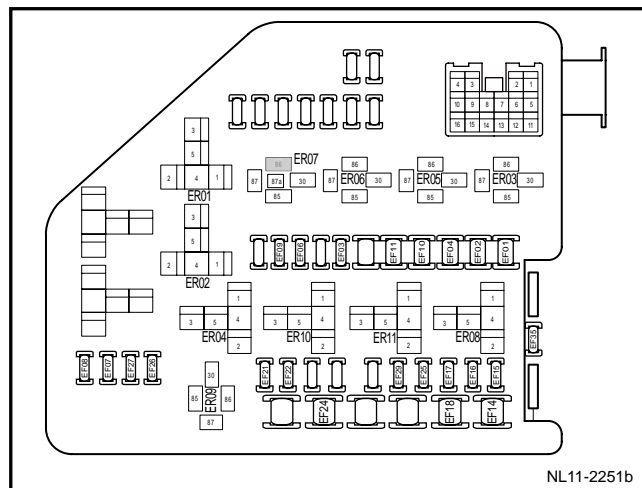 4 3 2 1
10 9 8 7 6 5
16 15 14 13 12 11
3
5
2 4 1
ER01
86 ER07
87 87a 30
85
86
87 ER06 30
85
86
87 ER05 30
85
86
87 ER03 30
85
3
5
2 4 1
ER02
EF09 EF06 EF03 EF11 EF10 EF04 EF02 EF01
1
3 5 4
ER04 2
1
3 5 4
ER10 2
1
3 5 4
ER11 2
1
3 5 4
ER08 2
EF35
EF08 EF07 EF27 EF26
30
85 ER09 86
87
EF21 EF22 EF29 EF25 EF17 EF16 EF15
EF24 EF18 EF14
NL11-2251b